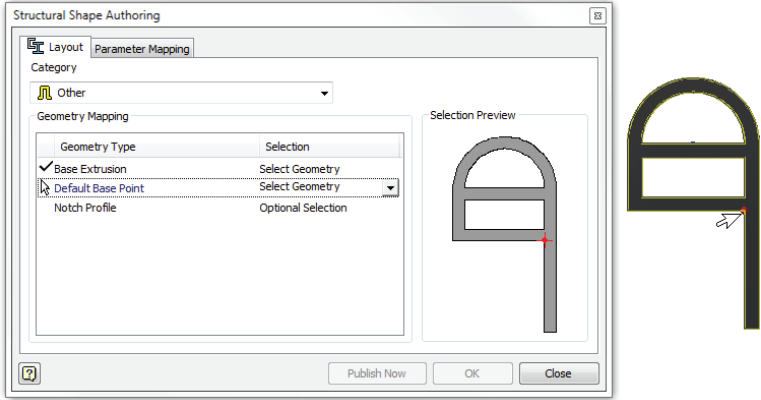 Structural Shape Authoring
Layout
Parameter Mapping
Category
Other
Geometry Mapping
Selection Preview
Geometry Type Selection
Base Extrusion Select Geometry
Default Base Point Select Geometry
Notch Profile Optional Selection
?
Publish Now
OK
Close